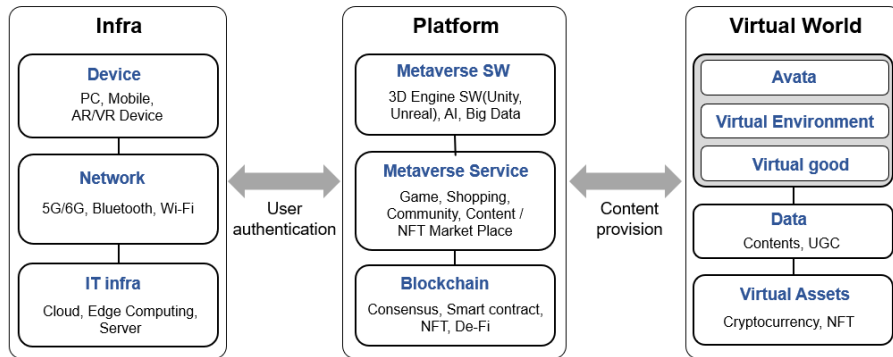 Infra
Device
PC, Mobile,
AR/VR Device
Network
5G/6G, Bluetooth, Wi-Fi
IT infra
Cloud, Edge Computing,
Server
User
authentication
Platform
Metaverse SW
3D Engine SW(Unity,
Unreal), AI, Big Data
Metaverse Service
Game, Shopping,
Community, Content /
NFT Market Place
Blockchain
Consensus, Smart contract,
NFT, De-Fi
Content
provision
Virtual World
Avata
Virtual Environment
Virtual good
Data
Contents, UGC
Virtual Assets
Cryptocurrency, NFT